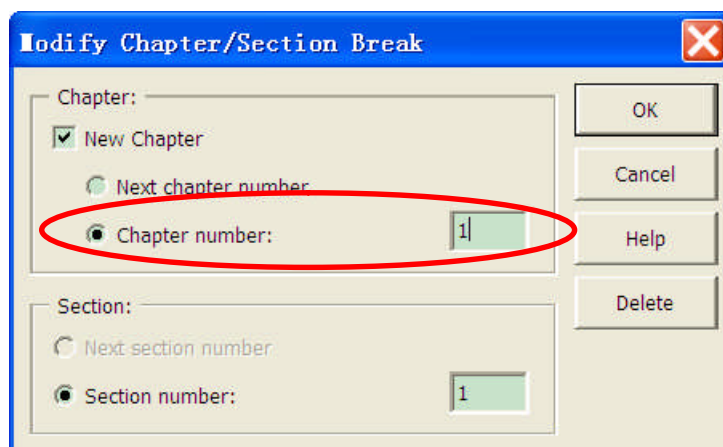 Modify Chapter/Section Break
Chapter:
New Chapter
Next chapter number
Chapter number: 1
Section:
Next section number
Section number: 1
OK
Cancel
Help
Delete